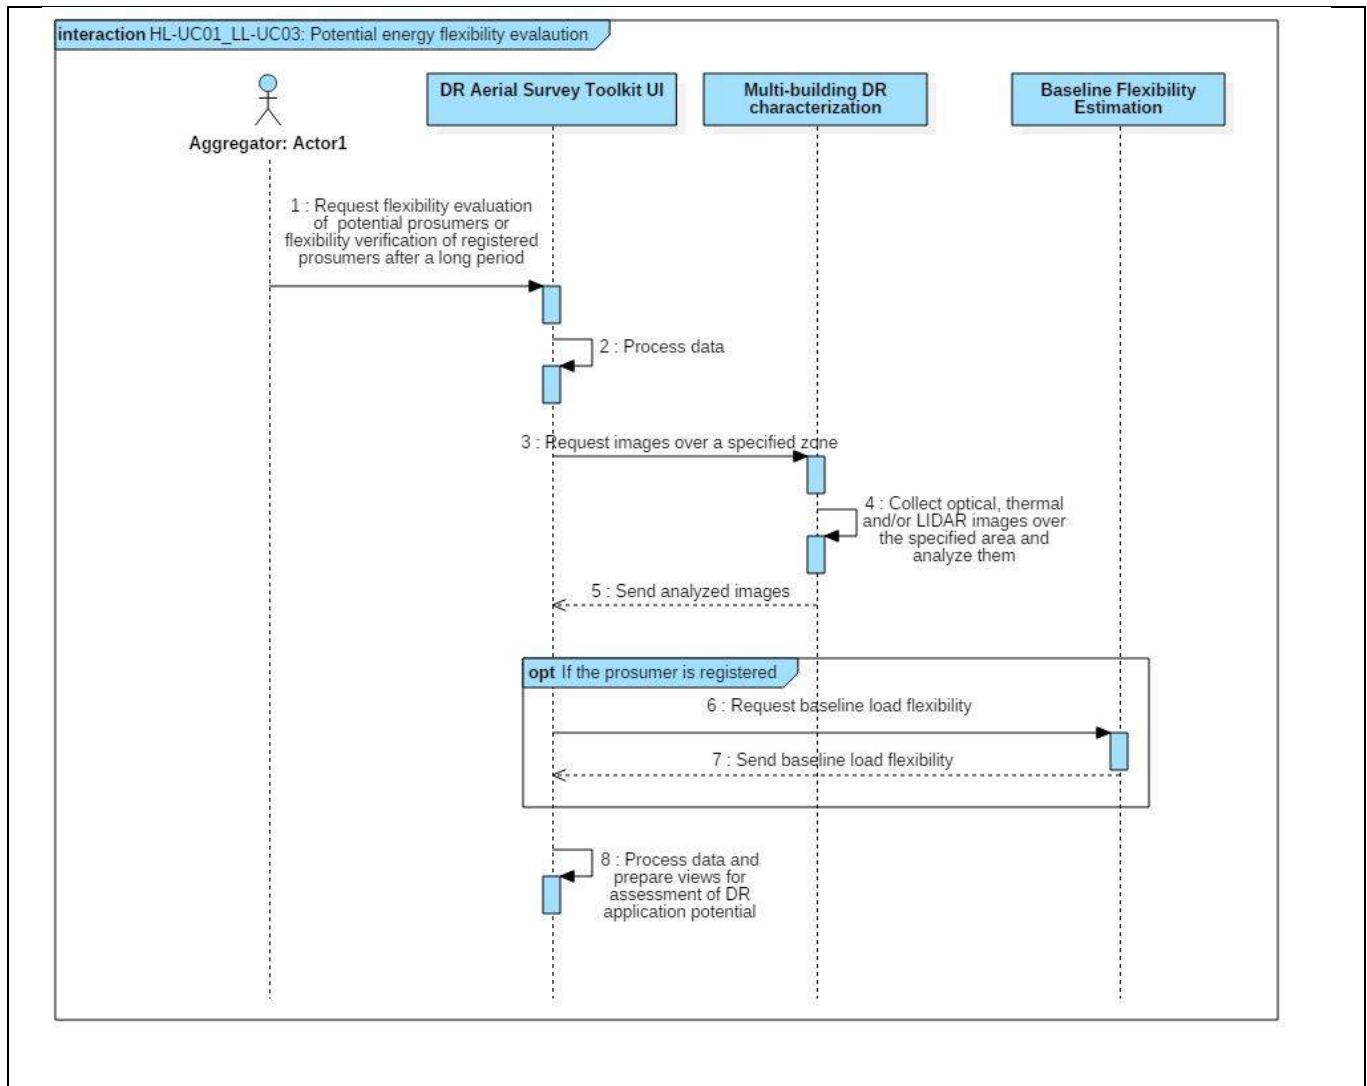 interaction HL-UC01_LL-UC03: Potential energy flexibility evalaution
DR Aerial Survey Toolkit UI
Multi-building DR
characterization
Baseline Flexibility
Estimation
Aggregator: Actor1
1 : Request flexibility evaluation
of potential prosumers or
flexibility verification of registered
prosumers after a long period
2 : Process data
3 : Request images over a specified zone
4 : Collect optical, thermal
and/or LIDAR images over
the specified area and
analyze them
5 : Send analyzed images
opt If the prosumer is registered
6 : Request baseline load flexibility
7 : Send baseline load flexibility
8 : Process data and
prepare views for
assessment of DR
application potential